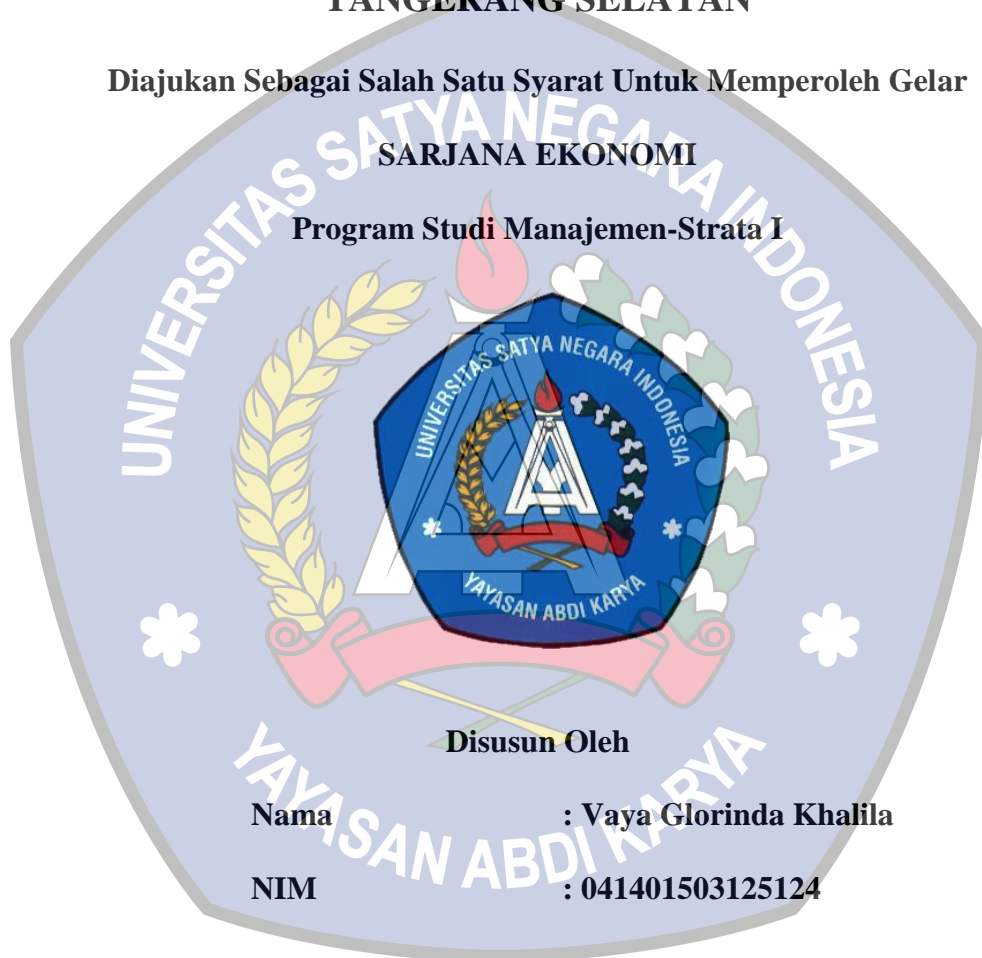 TANGERANG SELATAN
Diajukan Sebagai Salah Satu Syarat Untuk Memperoleh Gelar
SARJANA EKONOMI
Program Studi Manajemen-Strata I
UNIVERSITAS SATYA NEGARA INDONESIA
YAYASAN ABDI KARYA
UNIVERSITAS SATYA NEGARA INDONESIA
YAYASAN ABDI KARYA
Disusun Oleh
Nama : Vaya Glorinda Khalila
NIM : 041401503125124